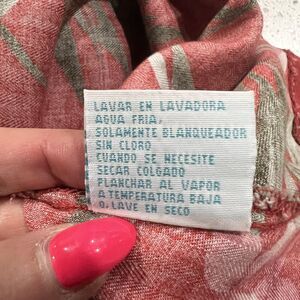 LAVAR EN LAVADORA
AGUA FRIA,
SOLAMENTE BLANQUEADOR
SIN CLORO
CUANDO SE NECESITE
SECAR COLGADO
PLANCHAR AL VAPOR
A TEMPERATURA BAJA
O, LAVE EN SECO